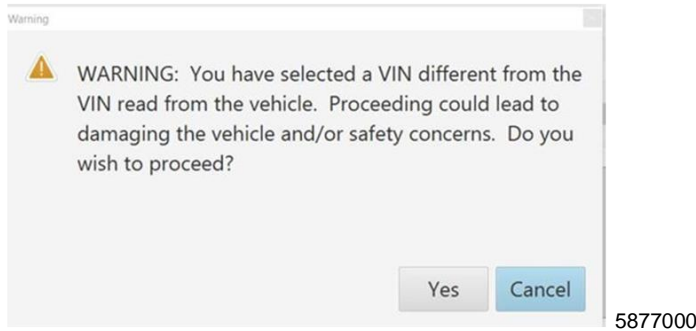 Warning
WARNING:  You have selected a VIN different from the
VIN read from the vehicle.  Proceeding could lead to
damaging the vehicle and/or safety concerns.  Do you
wish to proceed?
Yes
Cancel
5877000